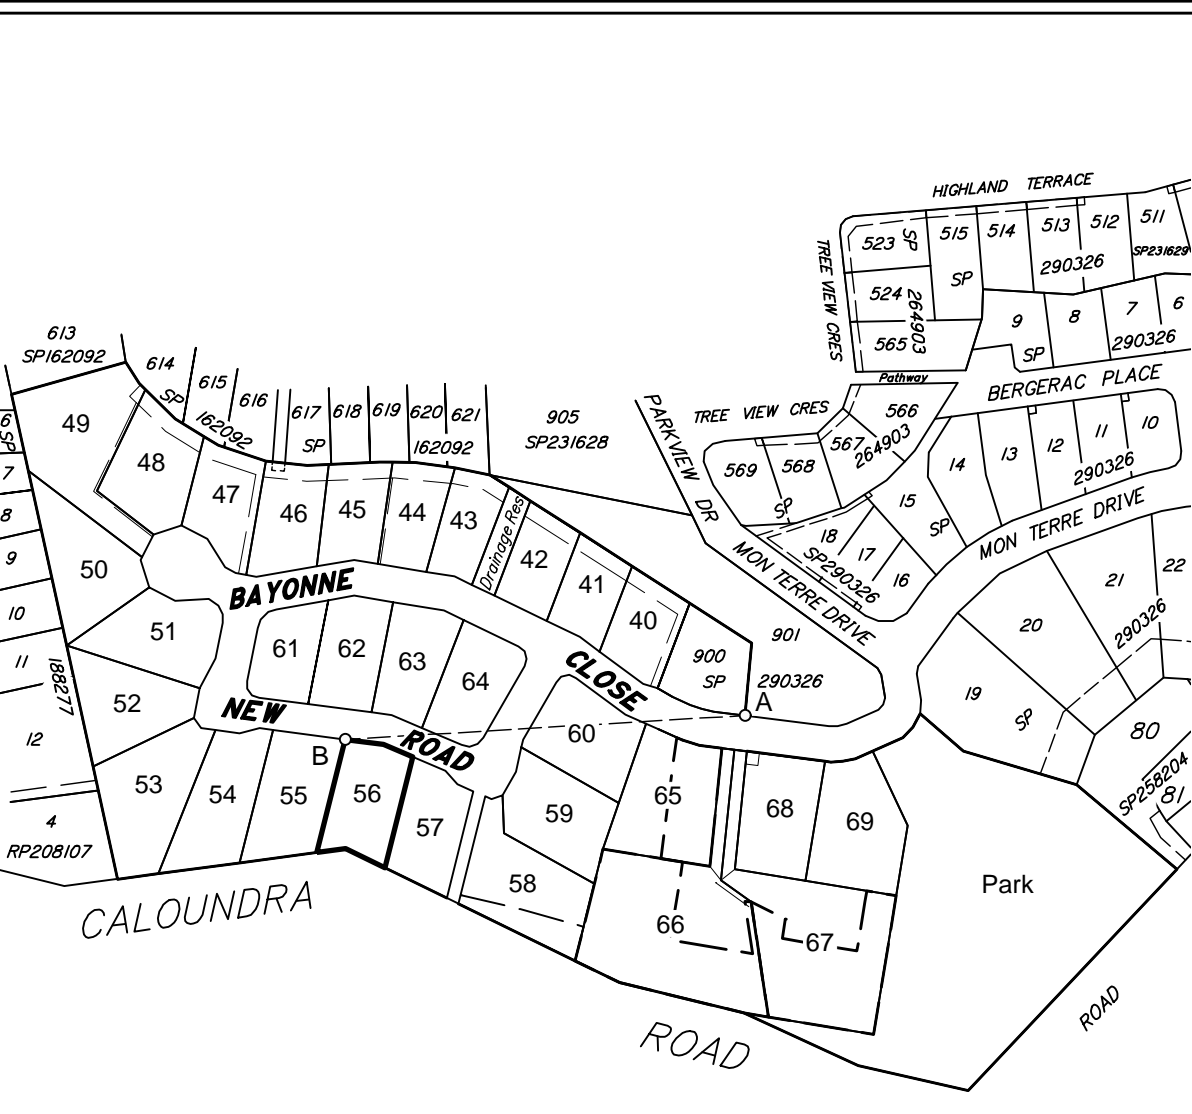 HIGHLAND TERRACE
TREE VIEW CRES
523
SP
515
514
513
512
511
290326
SP231629
524
264903
SP
565
9
8
7
6
SP
290326
Pathway
BERGERAC PLACE
613
SP162092
614
SP
615
162092
616
617
SP
618
619
620
621
162092
905
SP231628
PARKVIEW DR
TREE VIEW CRES
566
567
264903
568
569
SP
14
13
12
11
10
290326
15
SP
18
17
16
SP290326
MON TERRE DRIVE
MON TERRE DRIVE
6
SP
7
8
9
10
11
12
188277
4
RP208107
49
48
47
46
45
44
43
Drainage Res
42
41
40
50
51
52
53
54
55
56
57
58
59
60
61
62
63
64
65
66
67
68
69
BAYONNE
CLOSE
NEW
ROAD
900
SP
901
290326
A
B
19
SP
20
21
22
290326
80
81
SP258204
Park
CALOUNDRA
ROAD
ROAD